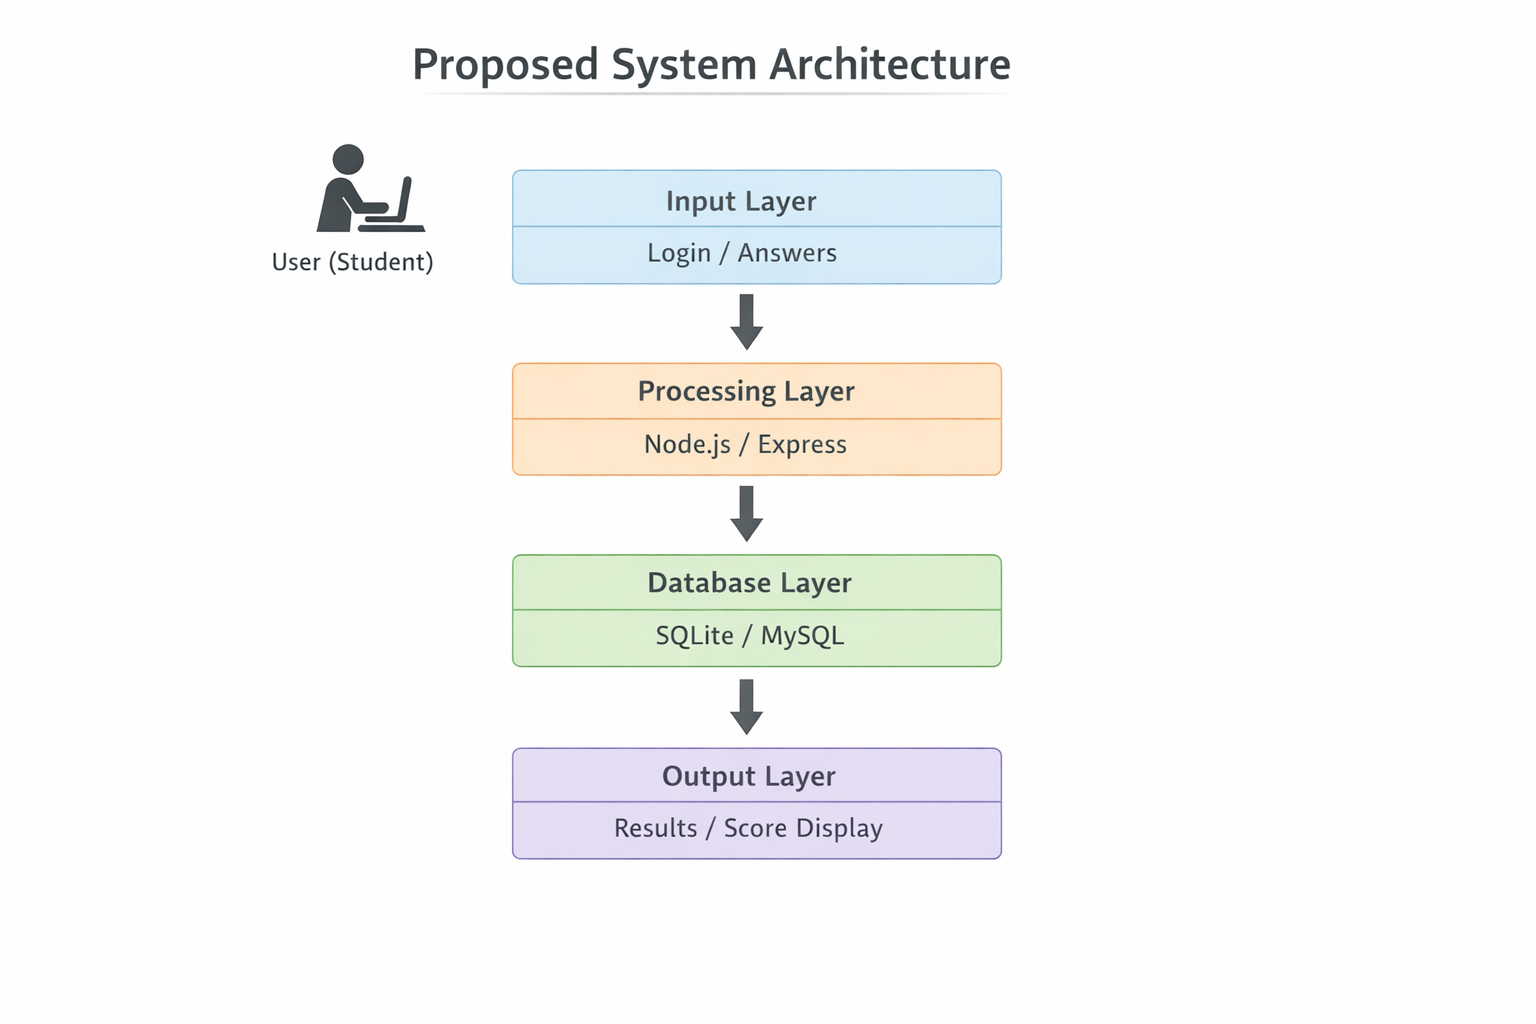 Proposed System Architecture
User (Student)
Input Layer
Login / Answers
Processing Layer
Node.js / Express
Database Layer
SQLite / MySQL
Output Layer
Results / Score Display